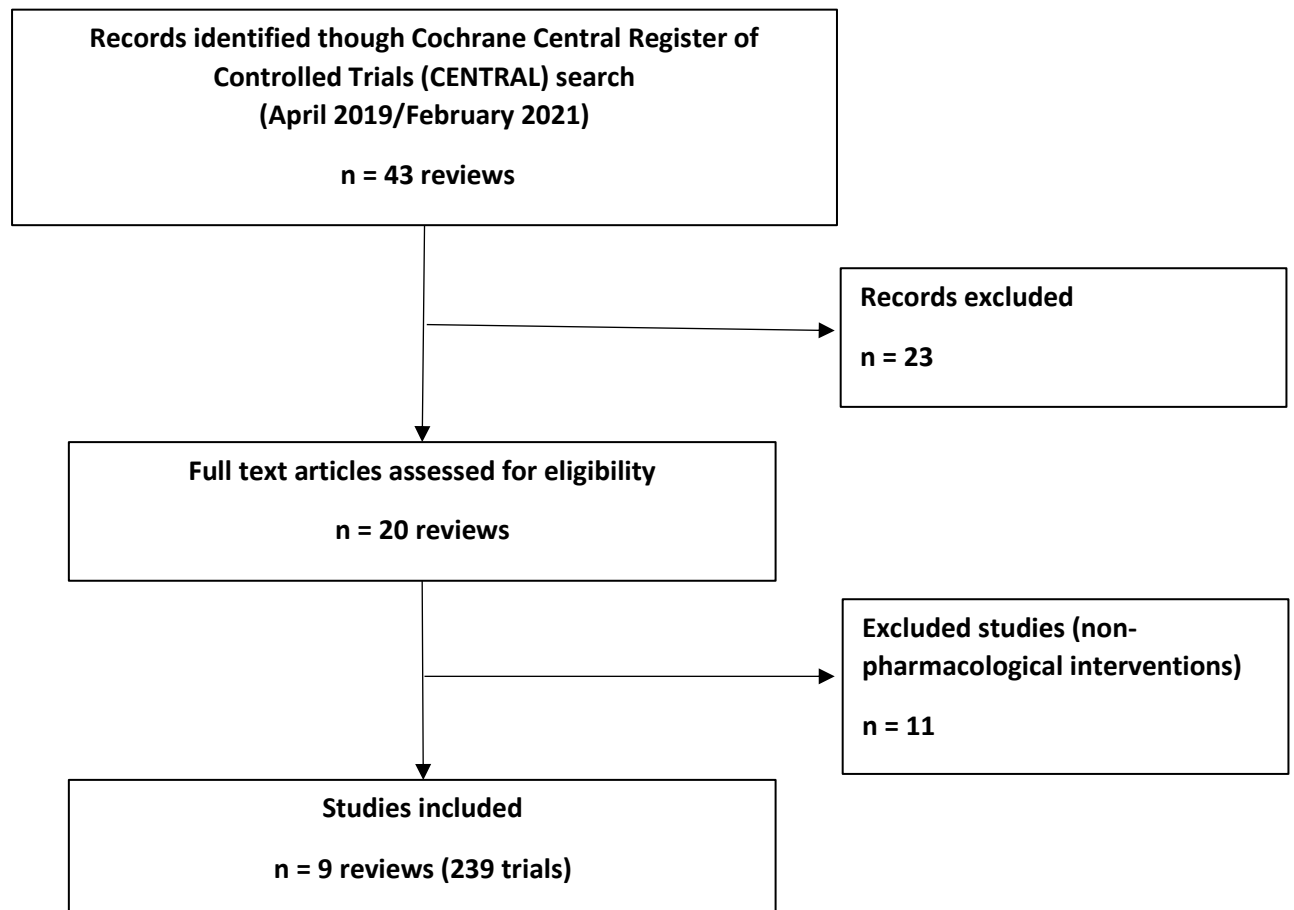 Records identified though Cochrane Central Register of
Controlled Trials (CENTRAL) search
(April 2019/February 2021)
n = 43 reviews
Records excluded
n = 23
Full text articles assessed for eligibility
n = 20 reviews
Excluded studies (non-
pharmacological interventions)
n = 11
Studies included
n = 9 reviews (239 trials)